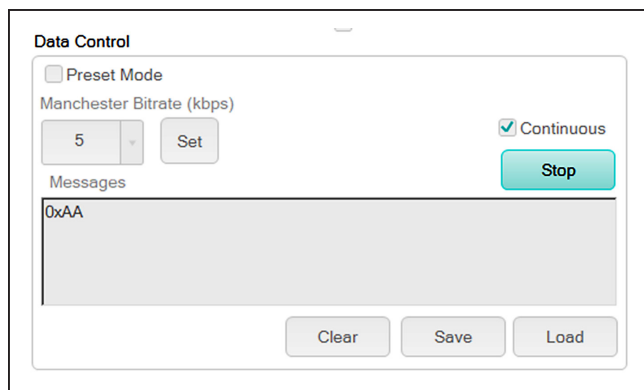 Data Control
Preset Mode
Manchester Bitrate (kbps)
5
Set
Continuous
Stop
Messages
0xAA
Clear
Save
Load